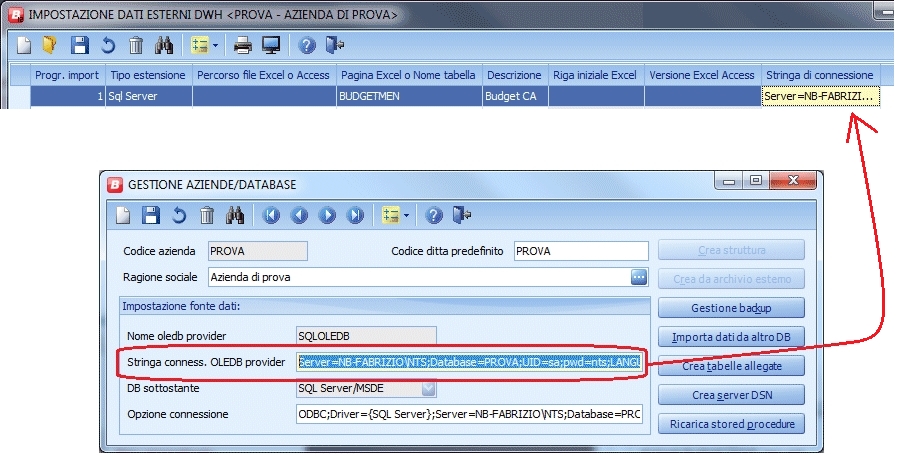 IMPOSTAZIONE DATI ESTERNI DWH <PROVA - AZIENDA DI PROVA>
Progr. import Tipo estensione Percorso file Excel o Access Pagina Excel o Nome tabella Descrizione Riga iniziale Excel Versione Excel Access Stringa di connessione
1 Sql Server BUDGETMEN Budget CA Server=NB-FABRIZI...
GESTIONE AZIENDE/DATABASE
Codice azienda PROVA Codice ditta predefinito PROVA Crea struttura
Ragione sociale Azienda di prova ... Crea da archivio esterno
Impostazione fonte dati: Gestione backup
Nome oledb provider SQLOLEDB Importa dati da altro DB
Stringa conness. OLEDB provider Server=NB-FABRIZIO\NTS;Database=PROVA;UID=sa;pwd=nts;LANGU Crea tabelle allegate
DB sottostante SQL Server/MSDE Crea server DSN
Opzione connessione ODBC;Driver={SQL Server};Server=NB-FABRIZIO\NTS;Database=PRO Ricarica stored procedure